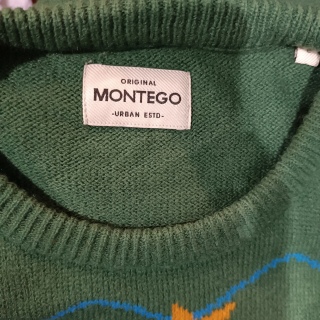 ORIGINAL
MONTEGO
-URBAN ESTD-